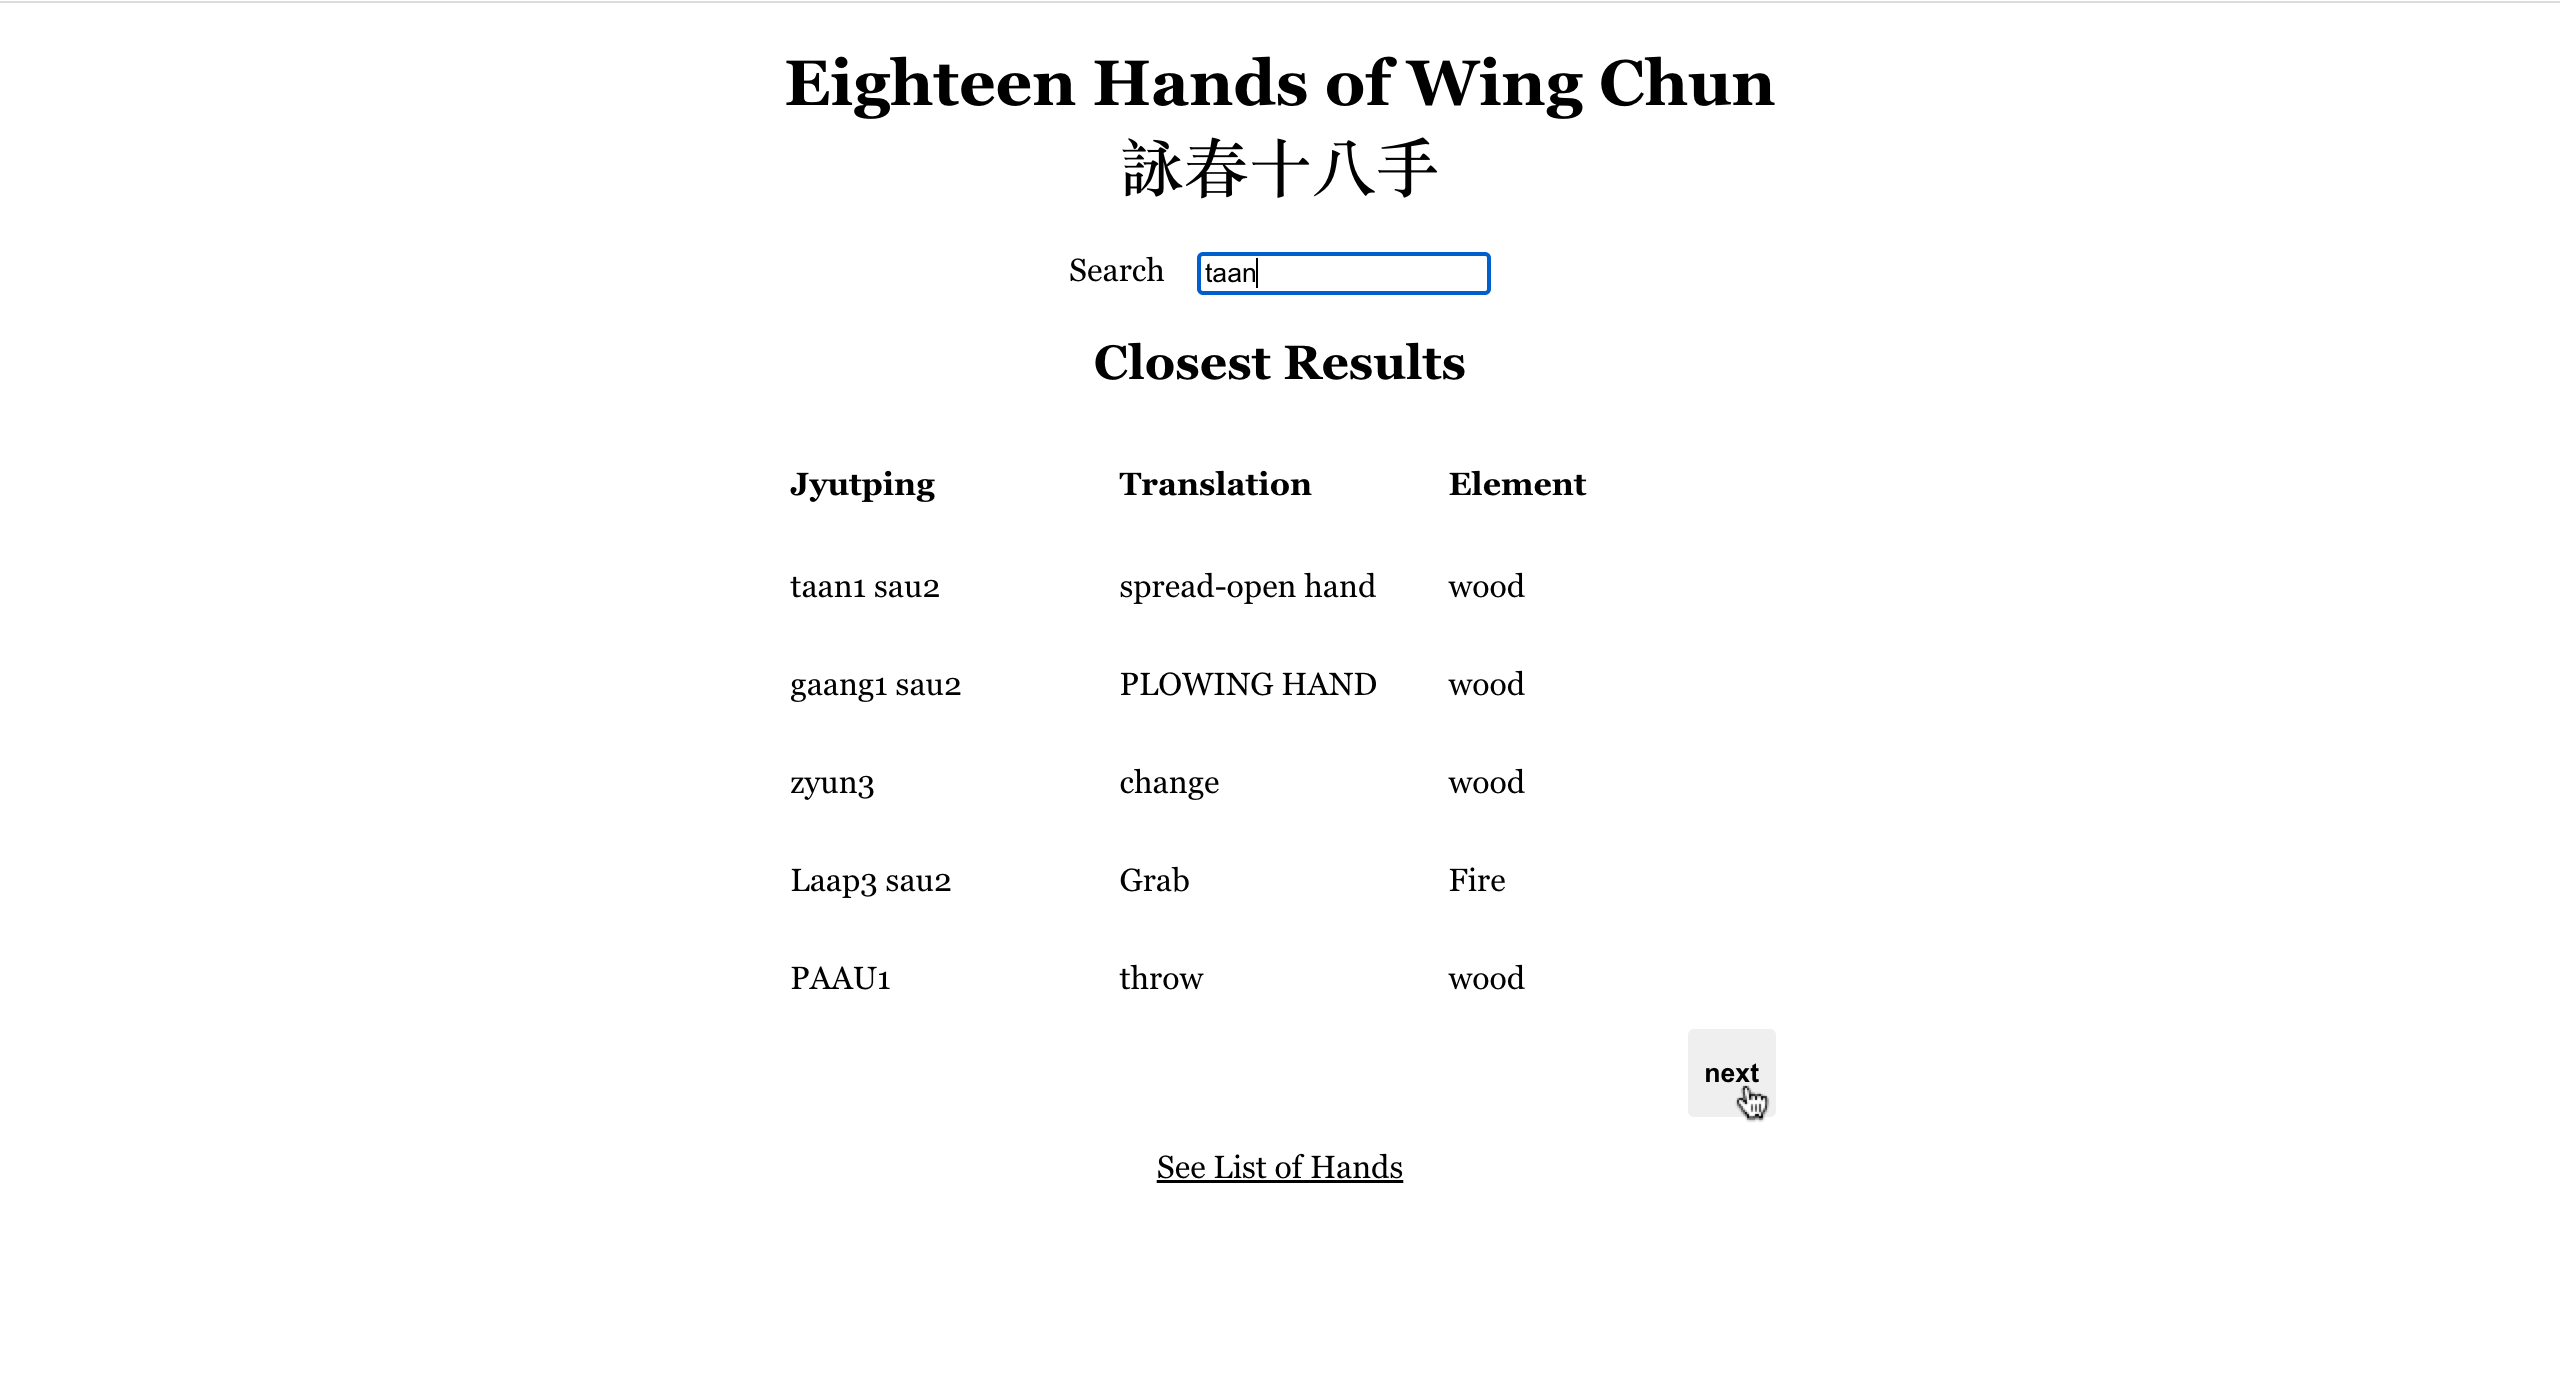 Eighteen Hands of Wing Chun
詠春十八手
Search taan
Closest Results
Jyutping Translation Element
taan1 sau2 spread-open hand wood
gaang1 sau2 PLOWING HAND wood
zyun3 change wood
Laap3 sau2 Grab Fire
PAAU1 throw wood
next
See List of Hands